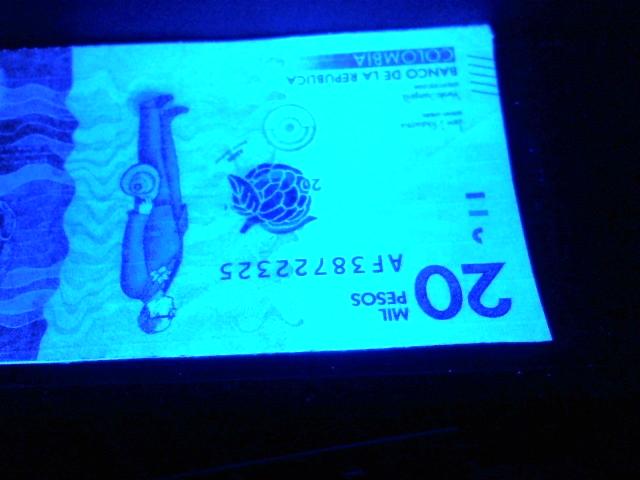 20
MIL
PESOS
AF38722325
20
BANCO DE LA REPUBLICA
COLOMBIA